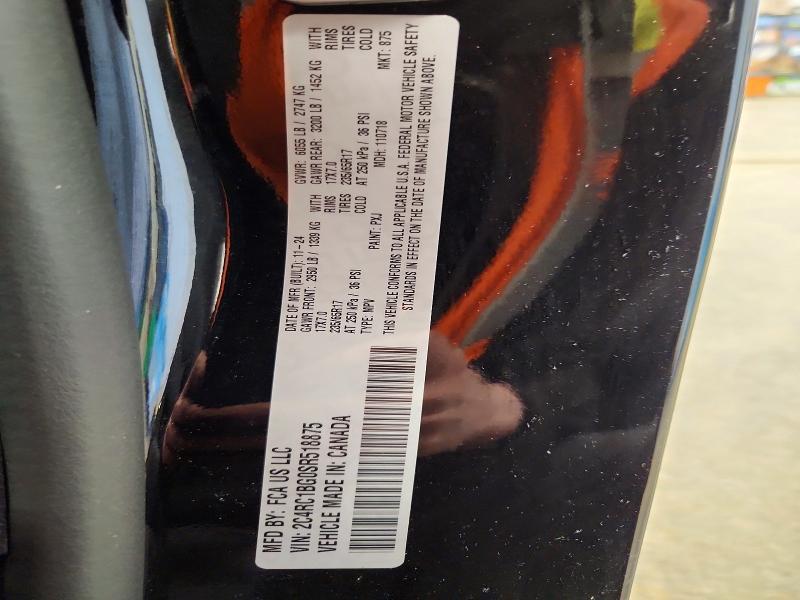 MFD BY: FCA US LLC
VIN: 2C4RC1BG0SR518875
VEHICLE MADE IN: CANADA
DATE OF MFR (BUILT): 11-24 GVWR: 6055 LB / 2747 KG
GAWR FRONT: 2950 LB / 1339 KG WITH GAWR REAR: 3200 LB / 1452 KG WITH
17X7.0 RIMS 17X7.0 RIMS
235/65R17 TIRES 235/65R17 TIRES
AT 250 kPa / 36 PSI COLD AT 250 kPa / 36 PSI COLD
TYPE: MPV PAINT: PXJ MDH: 110718 MKT: 875
THIS VEHICLE CONFORMS TO ALL APPLICABLE U.S.A. FEDERAL MOTOR VEHICLE SAFETY
STANDARDS IN EFFECT ON THE DATE OF MANUFACTURE SHOWN ABOVE.